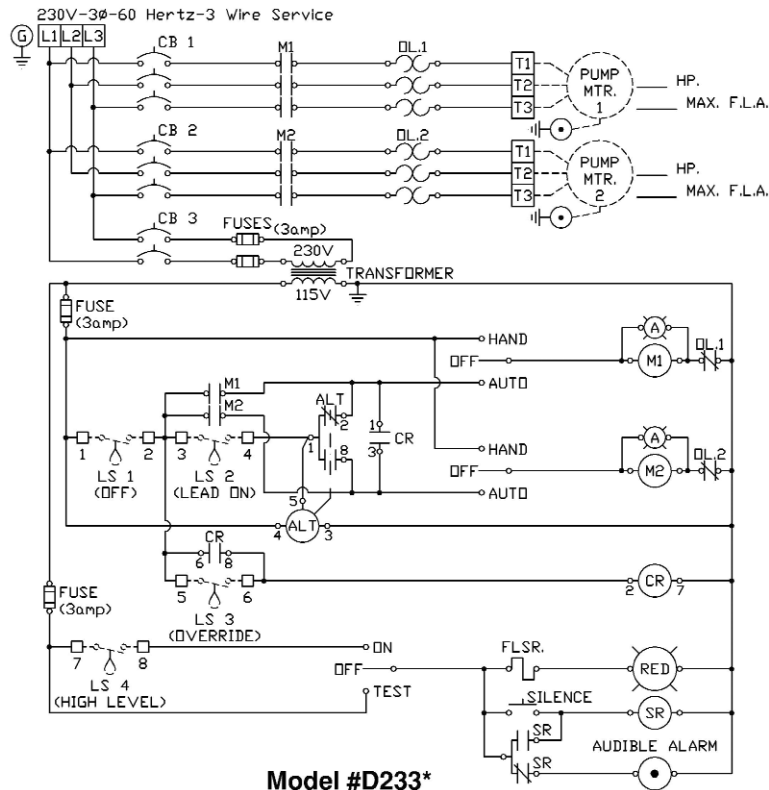 230V-3Ø-60 Hertz-3 Wire Service
G L1 L2 L3
CB 1
M1
OL.1
T1
T2
T3
PUMP
MTR.
1
HP.
MAX. F.L.A.
CB 2
M2
OL.2
T1
T2
T3
PUMP
MTR.
2
HP.
MAX. F.L.A.
CB 3
FUSES
(3amp)
230V
TRANSFORMER
115V
FUSE
(3amp)
HAND
OFF
AUTO
A
M1
OL.1
M1
M2
ALT
2
1
8
1
CR
3
HAND
OFF
AUTO
A
M2
OL.2
1 2 3 4
LS 1
(OFF)
LS 2
(LEAD ON)
5
4 ALT 3
CR
6 8
5 6
LS 3
(OVERRIDE)
2 CR 7
FUSE
(3amp)
7 8
LS 4
(HIGH LEVEL)
ON
OFF
TEST
FLSR.
RED
SILENCE
SR
SR
SR
AUDIBLE ALARM
Model #D233*